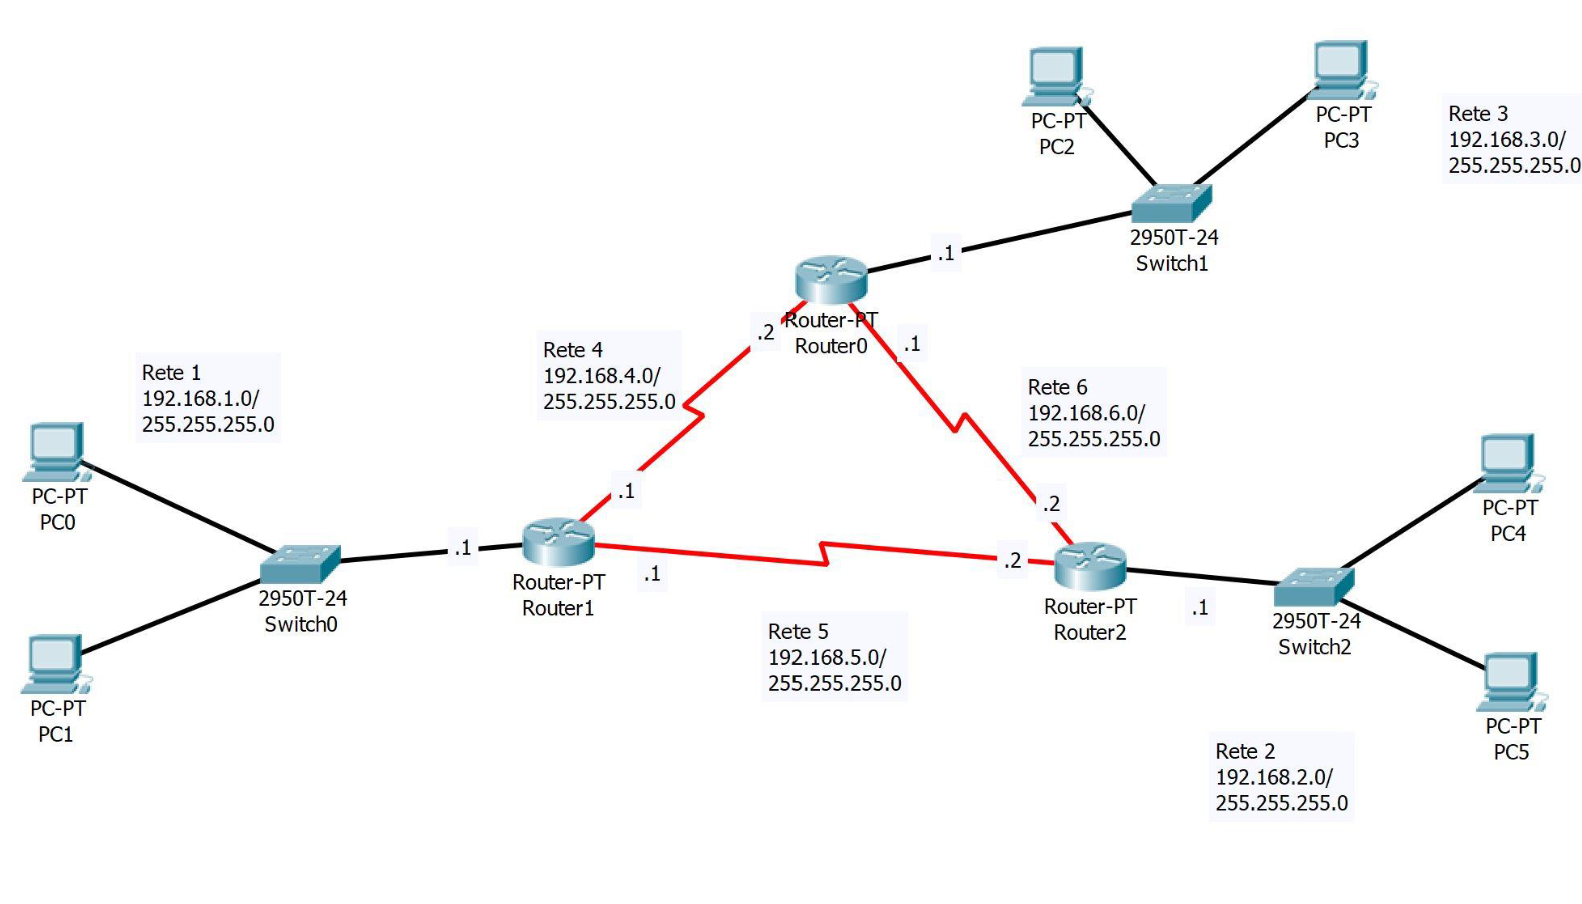 PC-PT
PC2
PC-PT
PC3
Rete 3
192.168.3.0/
255.255.255.0
2950T-24
Switch1
.1
Router-PT
Router0
.2
.1
Rete 4
192.168.4.0/
255.255.255.0
Rete 1
192.168.1.0/
255.255.255.0
Rete 6
192.168.6.0/
255.255.255.0
PC-PT
PC0
.1
.2
PC-PT
PC4
.1
Router-PT
Router1
.1
.2
Router-PT
Router2
.1
2950T-24
Switch0
2950T-24
Switch2
Rete 5
192.168.5.0/
255.255.255.0
PC-PT
PC1
PC-PT
PC5
Rete 2
192.168.2.0/
255.255.255.0